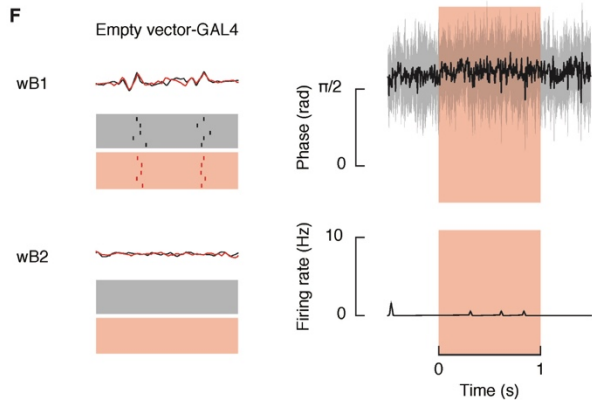 F
Empty vector-GAL4
wB1
wB2
Phase (rad)
π/2
0
Firing rate (Hz)
10
0
0
1
Time (s)